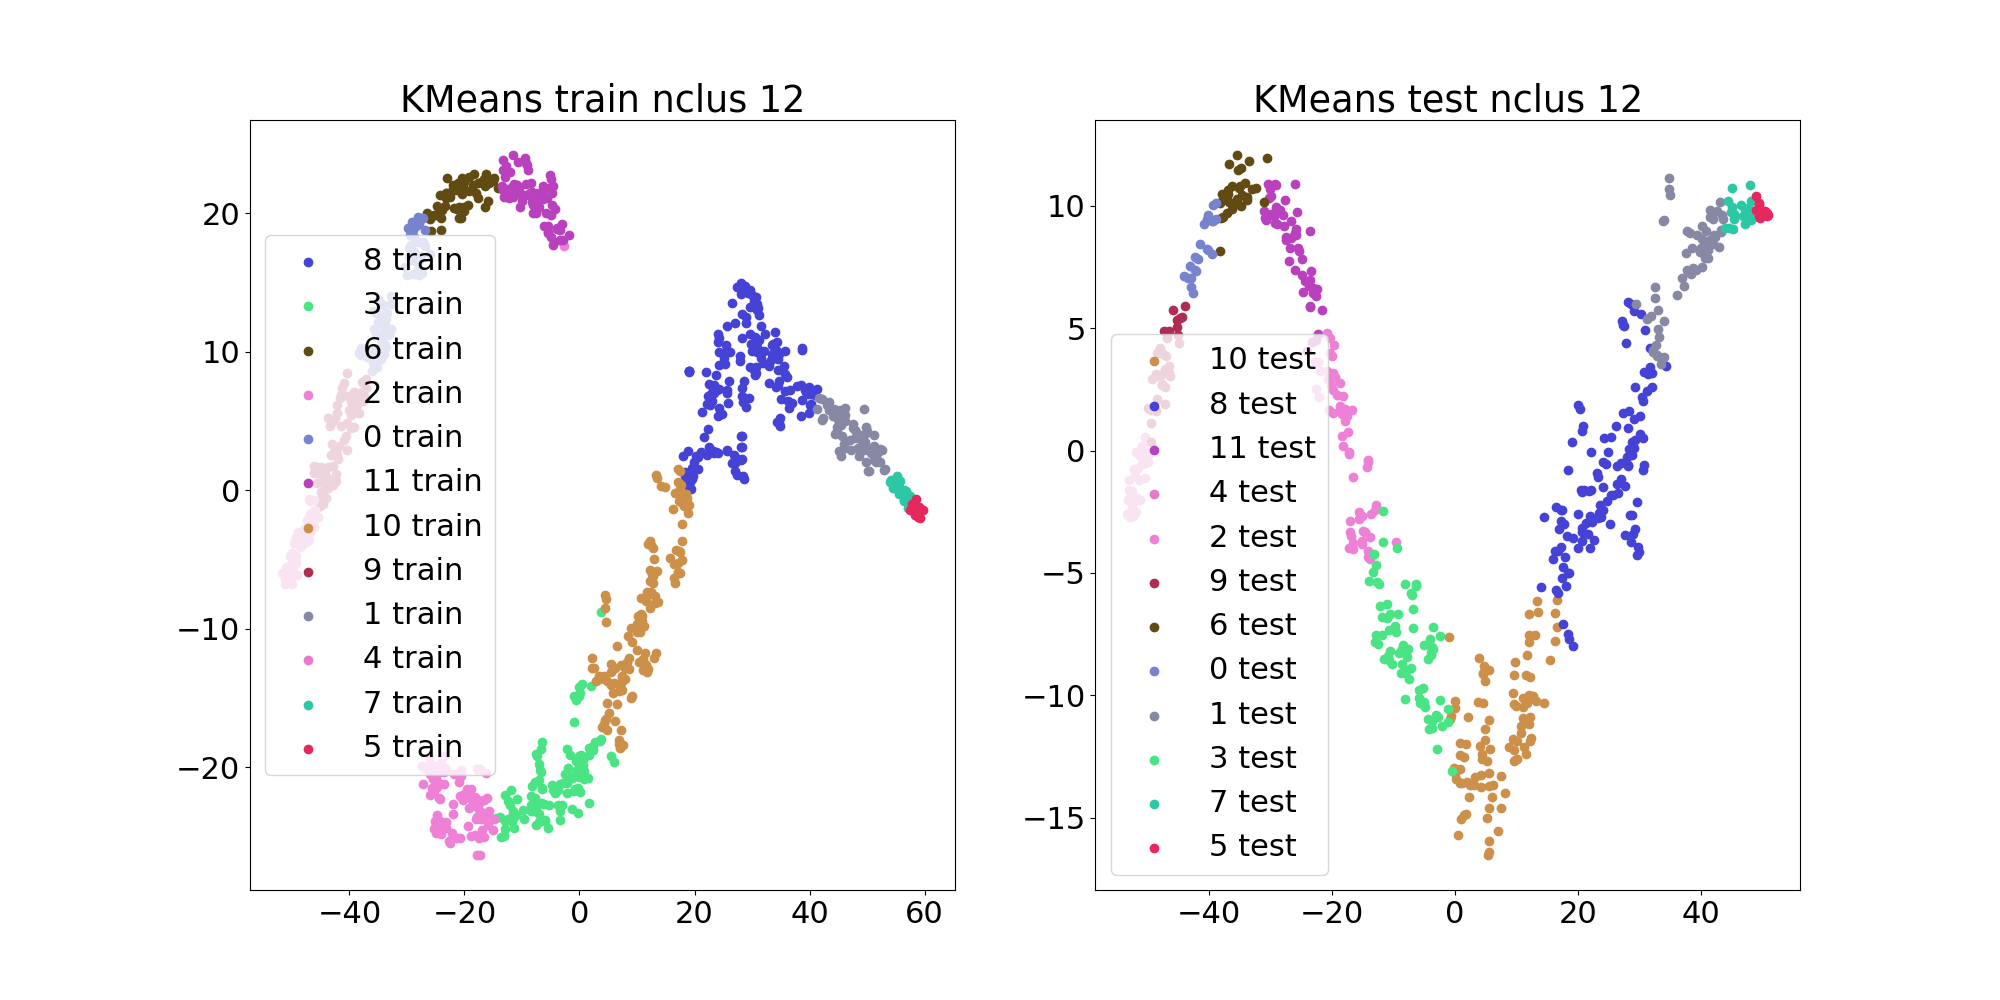 KMeans train nclus 12
20
10
0
−10
−20
8 train
3 train
6 train
2 train
0 train
11 train
10 train
9 train
1 train
4 train
7 train
5 train
−40 −20 0 20 40 60
KMeans test nclus 12
10
5
0
−5
−10
−15
10 test
8 test
11 test
4 test
2 test
9 test
6 test
0 test
1 test
3 test
7 test
5 test
−40 −20 0 20 40